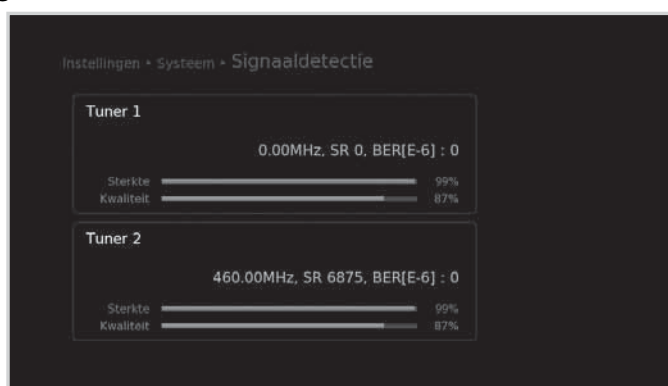 Instellingen ▸ Systeem ▸ Signaaldetectie
Tuner 1
0.00MHz, SR 0, BER[E-6] : 0
Sterkte 99%
Kwaliteit 87%
Tuner 2
460.00MHz, SR 6875, BER[E-6] : 0
Sterkte 99%
Kwaliteit 87%